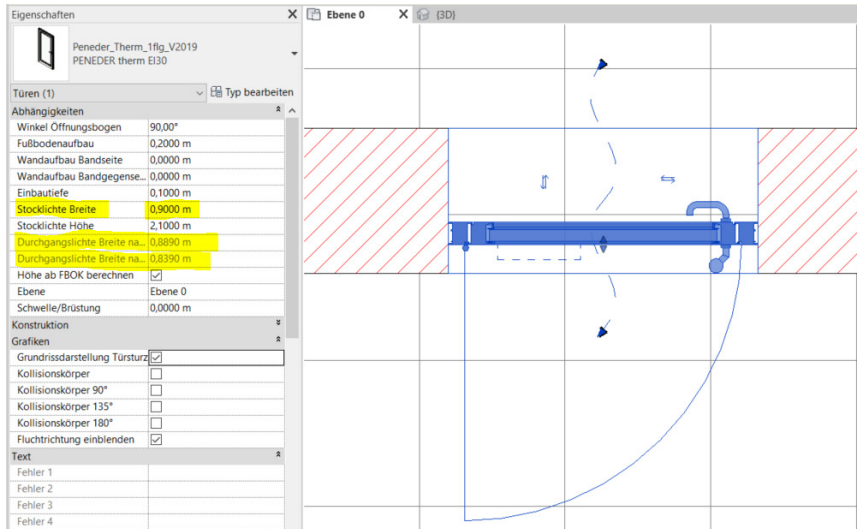 Eigenschaften
Ebene 0
{3D}
Peneder_Therm_1flg_V2019
PENEDER therm EI30
Türen (1)
Typ bearbeiten
Abhängigkeiten
Winkel Öffnungsbogen 90,00°
Fußbodenaufbau 0,2000 m
Wandaufbau Bandseite 0,0000 m
Wandaufbau Bandgegense... 0,0000 m
Einbautiefe 0,1000 m
Stocklichte Breite 0,9000 m
Stocklichte Höhe 2,1000 m
Durchgangslichte Breite na... 0,8890 m
Durchgangslichte Breite na... 0,8390 m
Höhe ab FBOK berechnen
Ebene Ebene 0
Schwelle/Brüstung 0,0000 m
Konstruktion
Grafiken
Grundrissdarstellung Türsturz
Kollisionskörper
Kollisionskörper 90°
Kollisionskörper 135°
Kollisionskörper 180°
Fluchtrichtung einblenden
Text
Fehler 1
Fehler 2
Fehler 3
Fehler 4